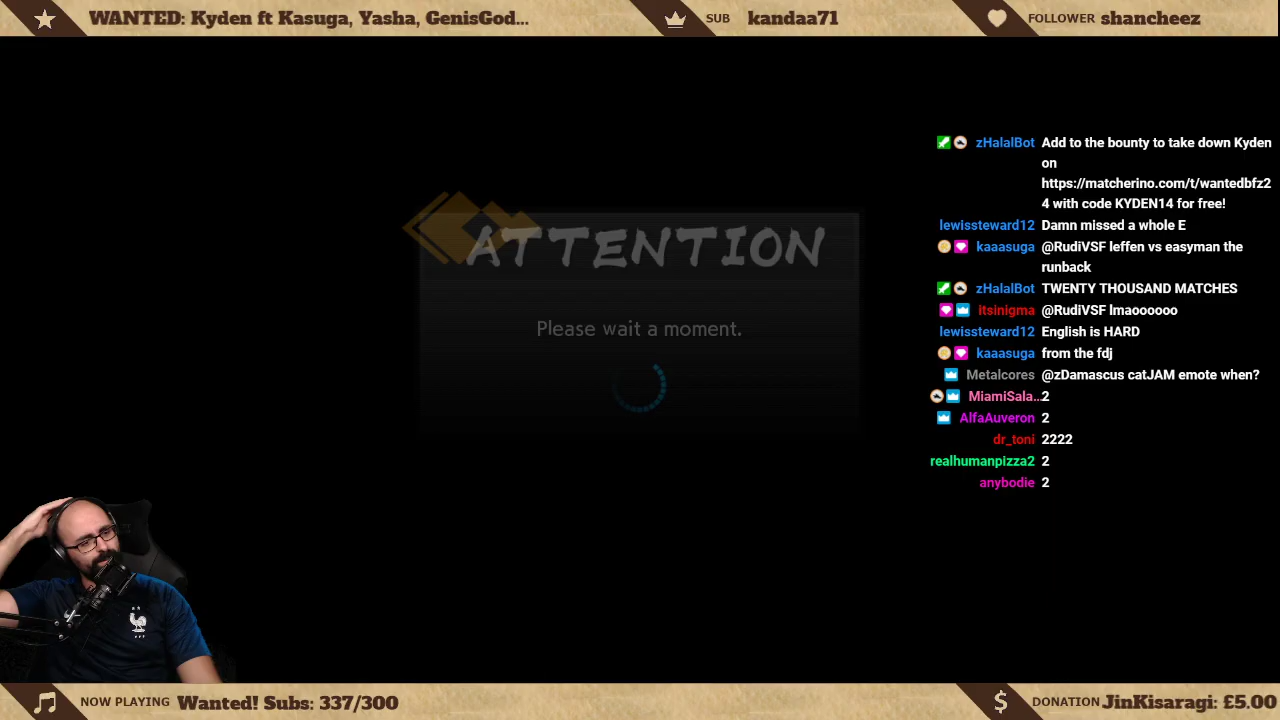 WANTED: Kyden ft Kasuga, Yasha, GenisGod...
SUB kandaa71
FOLLOWER shancheez
ATTENTION
Please wait a moment.
zHalalBot Add to the bounty to take down Kyden
on
https://matcherino.com/t/wantedbfz2
4 with code KYDEN14 for free!
lewissteward12 Damn missed a whole E
kaaasuga @RudiVSF leffen vs easyman the
runback
zHalalBot TWENTY THOUSAND MATCHES
itsinigma @RudiVSF lmaoooooo
lewissteward12 English is HARD
kaaasuga from the fdj
Metalcores @zDamascus catJAM emote when?
MiamiSala... 2
AlfaAuveron 2
dr_toni 2222
realhumanpizza2 2
anybodie 2
NOW PLAYING Wanted! Subs: 337/300
DONATION JinKisaragi: £5.00